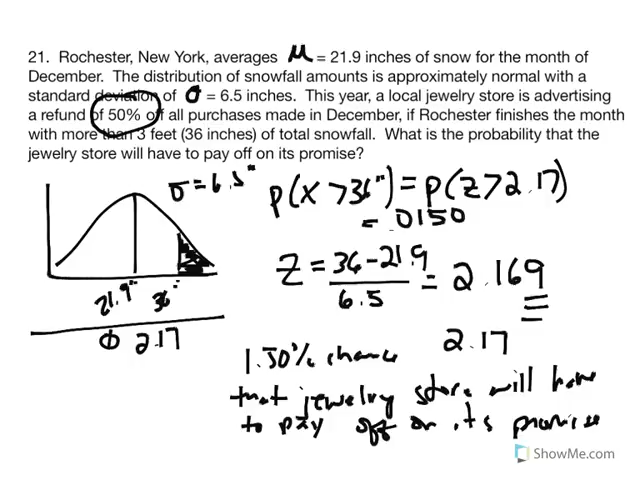 21. Rochester, New York, averages μ = 21.9 inches of snow for the month of
December. The distribution of snowfall amounts is approximately normal with a
standard deviation of σ = 6.5 inches. This year, a local jewelry store is advertising
a refund of 50% off all purchases made in December, if Rochester finishes the month
with more than 3 feet (36 inches) of total snowfall. What is the probability that the
jewelry store will have to pay off on its promise?
σ = 6.5"
P(X > 36") = P(Z > 2.17)
= .0150
Z = 36 - 21.9 / 6.5 = 2.169
2.17
21.9" 36"
0 2.17
1.50% chance
that jewelry store will have
to pay off on its promise
ShowMe.com